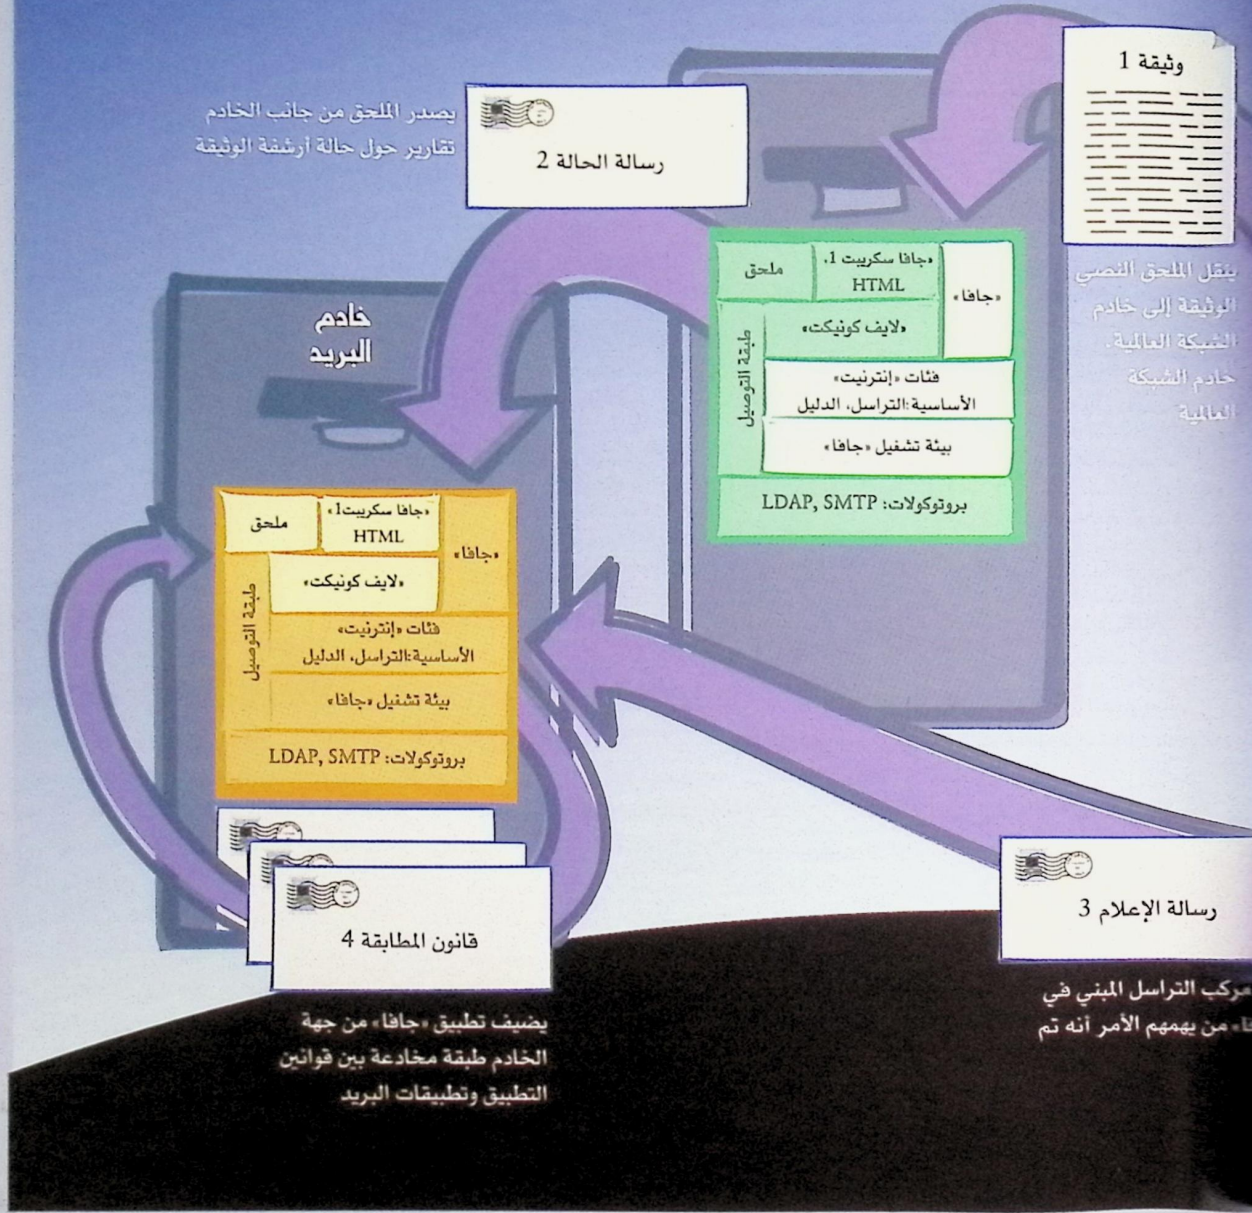 وثيقة 1
ينقل الملحق النصي
الوثيقة إلى خادم
الشبكة العالمية.
خادم الشبكة
العالمية
رسالة الحالة 2
يصدر الملحق من جانب الخادم
تقارير حول حالة أرشفة الوثيقة
«جافا»
«جافا سكريبت 1،
HTML
ملحق
«لايف كونيكت»
طبقة التوصيل
فئات «إنترنيت»
الأساسية:التراسل، الدليل
بيئة تشغيل «جافا»
بروتوكولات: LDAP, SMTP
خادم
البريد
«جافا»
«جافا سكريبت1»
HTML
ملحق
«لايف كونيكت»
طبقة التوصيل
فئات «إنترنيت»
الأساسية:التراسل، الدليل
بيئة تشغيل «جافا»
بروتوكولات: LDAP, SMTP
رسالة الإعلام 3
مركب التراسل المبني في
من يهمهم الأمر أنه تم
قانون المطابقة 4
يضيف تطبيق «جافا» من جهة
الخادم طبقة مخادعة بين قوانين
التطبيق وتطبيقات البريد